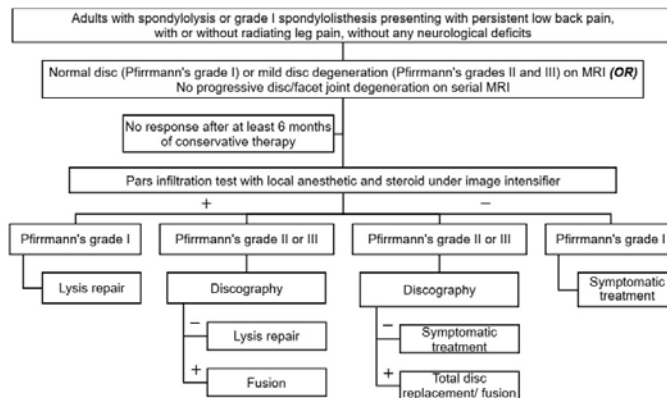 Adults with spondylolysis or grade I spondylolisthesis presenting with persistent low back pain,
with or without radiating leg pain, without any neurological deficits
Normal disc (Pfirrmann's grade I) or mild disc degeneration (Pfirrmann's grades II and III) on MRI (OR)
No progressive disc/facet joint degeneration on serial MRI
No response after at least 6 months
of conservative therapy
Pars infiltration test with local anesthetic and steroid under image intensifier
+ −
Pfirrmann's grade I
Pfirrmann's grade II or III
Pfirrmann's grade II or III
Pfirrmann's grade I
Lysis repair
Discography
Discography
Symptomatic
treatment
−
Lysis repair
−
Symptomatic
treatment
+
Fusion
+
Total disc
replacement/ fusion